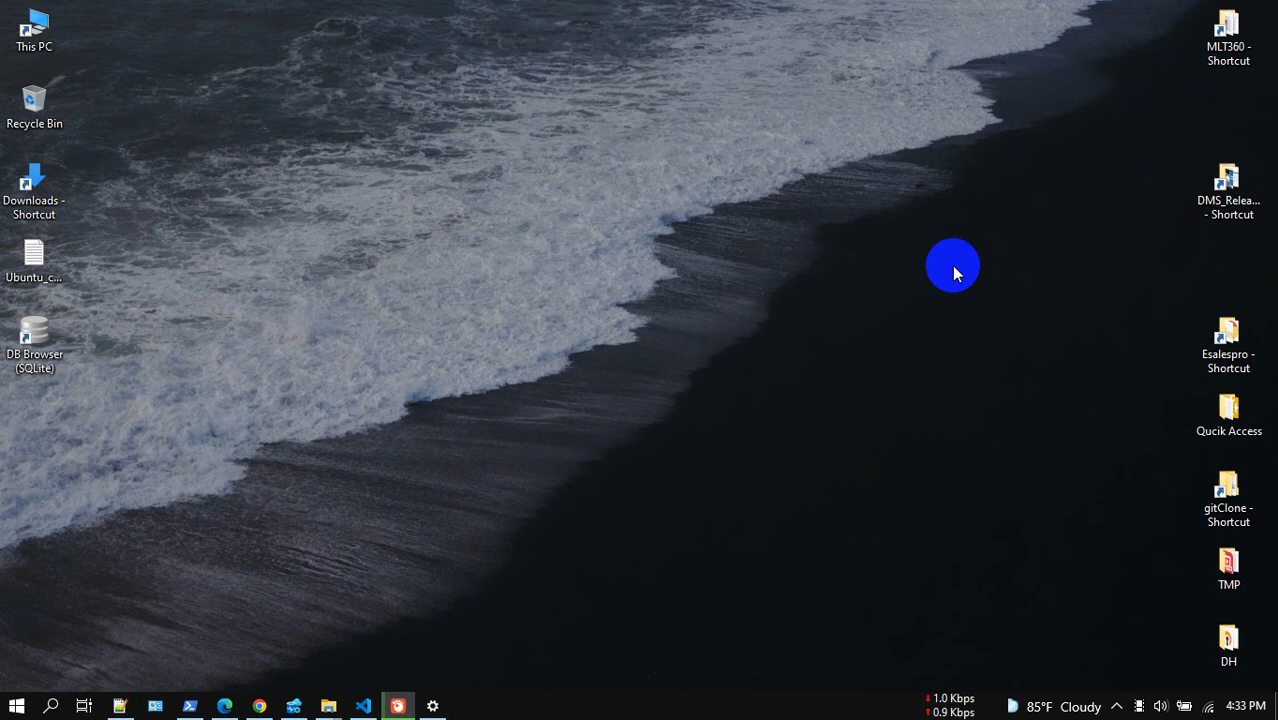 This PC
Recycle Bin
Downloads -
Shortcut
Ubuntu_c...
DB Browser
(SQLite)
MLT360 -
Shortcut
DMS_Relea...
- Shortcut
Esalespro -
Shortcut
Qucik Access
gitClone -
Shortcut
TMP
DH
1.0 Kbps
0.9 Kbps
85°F Cloudy
4:33 PM